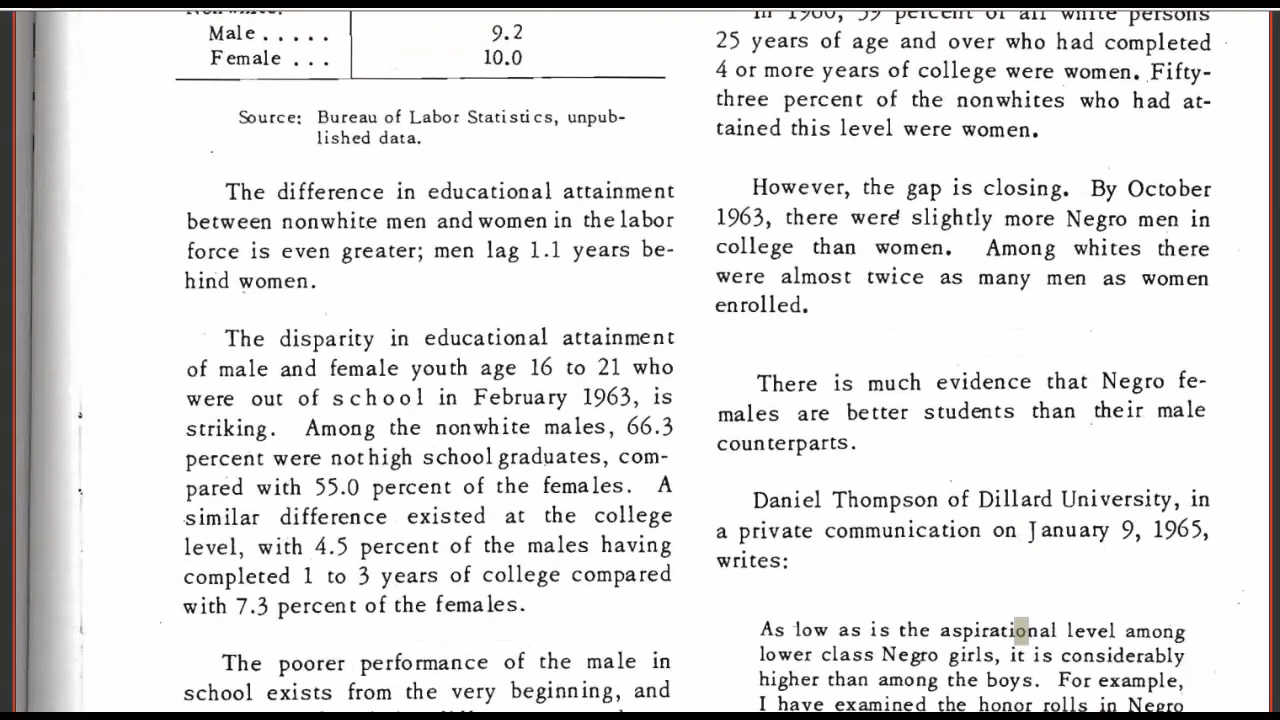 Male . . . . . 9.2
Female . . . 10.0
Source: Bureau of Labor Statistics, unpub-
lished data.
The difference in educational attainment
between nonwhite men and women in the labor
force is even greater; men lag 1.1 years be-
hind women.
The disparity in educational attainment
of male and female youth age 16 to 21 who
were out of school in February 1963, is
striking. Among the nonwhite males, 66.3
percent were not high school graduates, com-
pared with 55.0 percent of the females. A
similar difference existed at the college
level, with 4.5 percent of the males having
completed 1 to 3 years of college compared
with 7.3 percent of the females.
The poorer performance of the male in
school exists from the very beginning, and
percent of all white persons
25 years of age and over who had completed
4 or more years of college were women. Fifty-
three percent of the nonwhites who had at-
tained this level were women.
However, the gap is closing. By October
1963, there were slightly more Negro men in
college than women. Among whites there
were almost twice as many men as women
enrolled.
There is much evidence that Negro fe-
males are better students than their male
counterparts.
Daniel Thompson of Dillard University, in
a private communication on January 9, 1965,
writes:
As low as is the aspirational level among
lower class Negro girls, it is considerably
higher than among the boys. For example,
I have examined the honor rolls in Negro